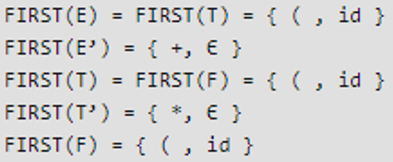 FIRST(E) = FIRST(T) = { ( , id }
FIRST(E’) = { +, ∈ }
FIRST(T) = FIRST(F) = { ( , id }
FIRST(T’) = { *, ∈ }
FIRST(F) = { ( , id }